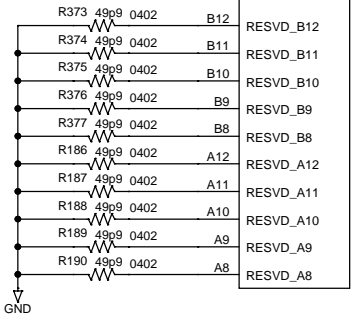 R373 49p9 0402 B12 RESVD_B12
R374 49p9 0402 B11 RESVD_B11
R375 49p9 0402 B10 RESVD_B10
R376 49p9 0402 B9 RESVD_B9
R377 49p9 0402 B8 RESVD_B8
R186 49p9 0402 A12 RESVD_A12
R187 49p9 0402 A11 RESVD_A11
R188 49p9 0402 A10 RESVD_A10
R189 49p9 0402 A9 RESVD_A9
R190 49p9 0402 A8 RESVD_A8
GND